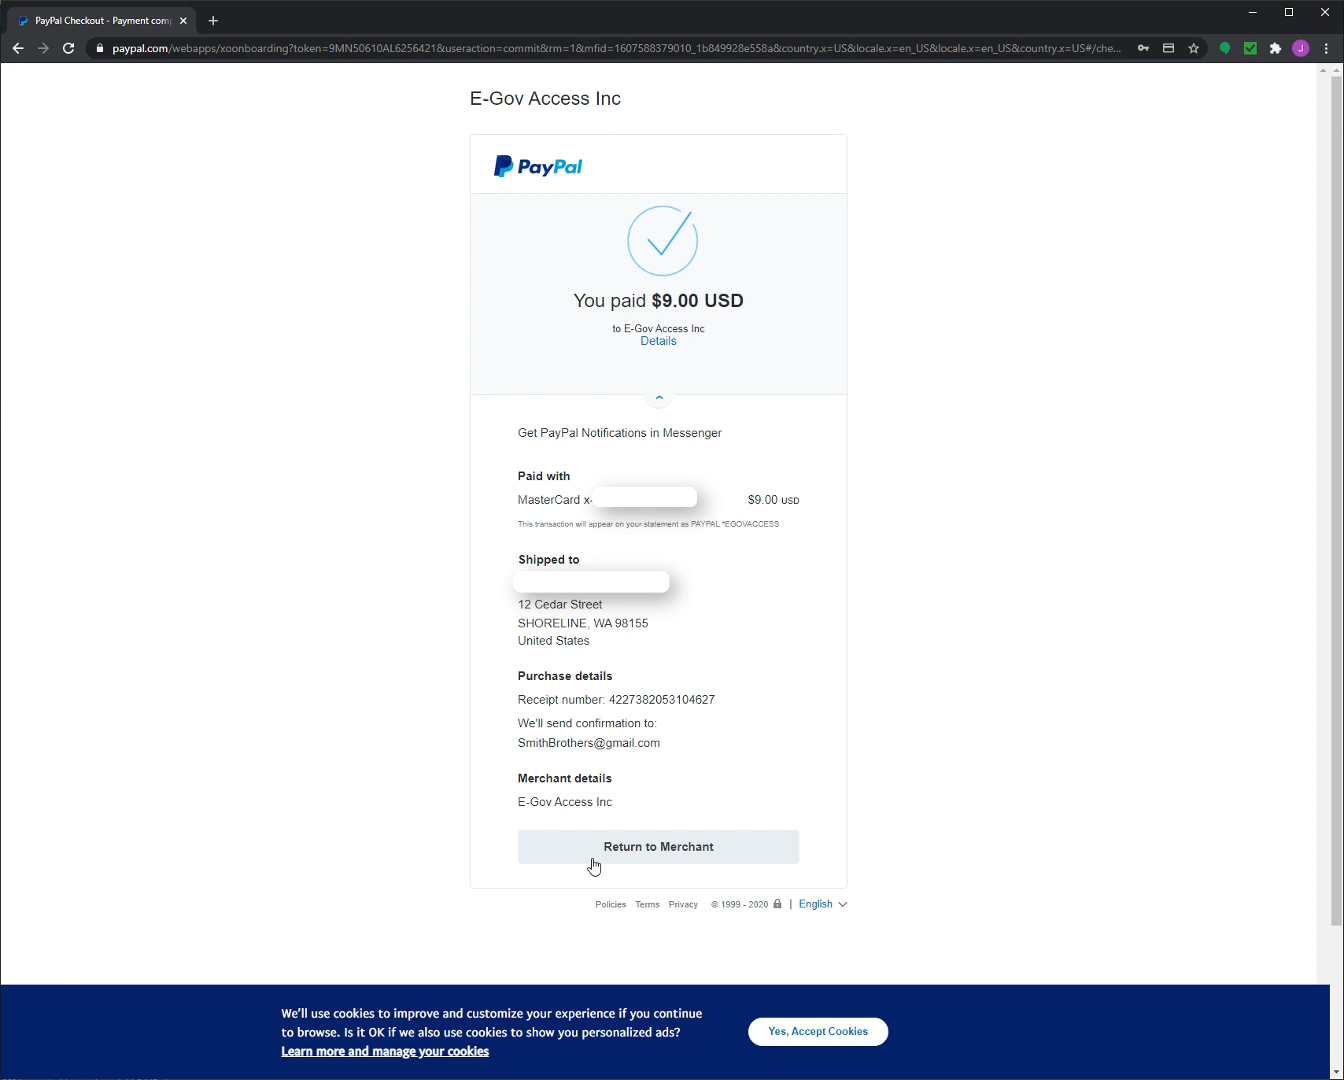 PayPal Checkout - Payment comp
paypal.com/webapps/xoonboarding?token=9MN50610AL6256421&useraction=commit&rm=1&mfid=1607588379010_1b849928e558a&country.x=US&locale.x=en_US&locale.x=en_US&country.x=US#/che...
J
E-Gov Access Inc
PayPal
You paid $9.00 USD
to E-Gov Access Inc
Details
Get PayPal Notifications in Messenger
Paid with
MasterCard x- $9.00 USD
This transaction will appear on your statement as PAYPAL *EGOVACCESS
Shipped to
12 Cedar Street
SHORELINE, WA 98155
United States
Purchase details
Receipt number: 4227382053104627
We'll send confirmation to:
SmithBrothers@gmail.com
Merchant details
E-Gov Access Inc
Return to Merchant
Policies Terms Privacy © 1999 - 2020 | English
We'll use cookies to improve and customize your experience if you continue
to browse. Is it OK if we also use cookies to show you personalized ads?
Learn more and manage your cookies
Yes, Accept Cookies